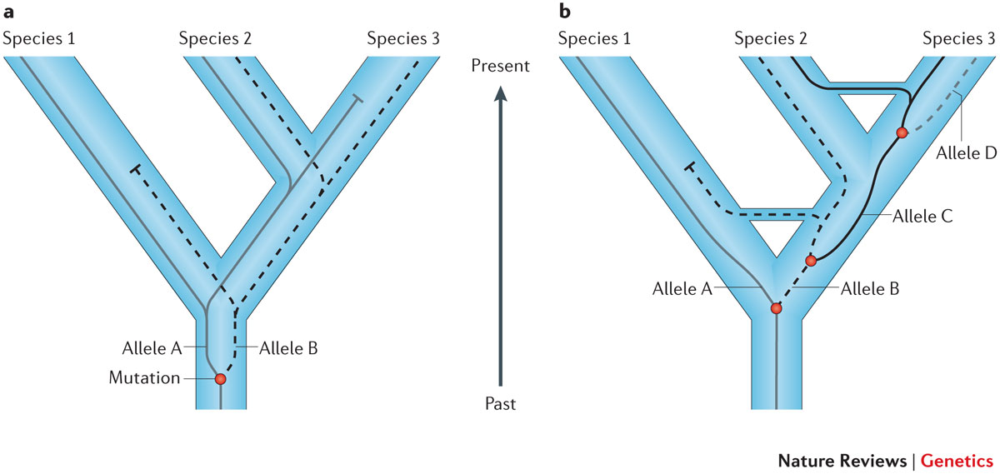 a
Species 1
Species 2
Species 3
Allele A
Allele B
Mutation
Present
Past
b
Species 1
Species 2
Species 3
Allele D
Allele C
Allele A
Allele B
Nature Reviews | Genetics